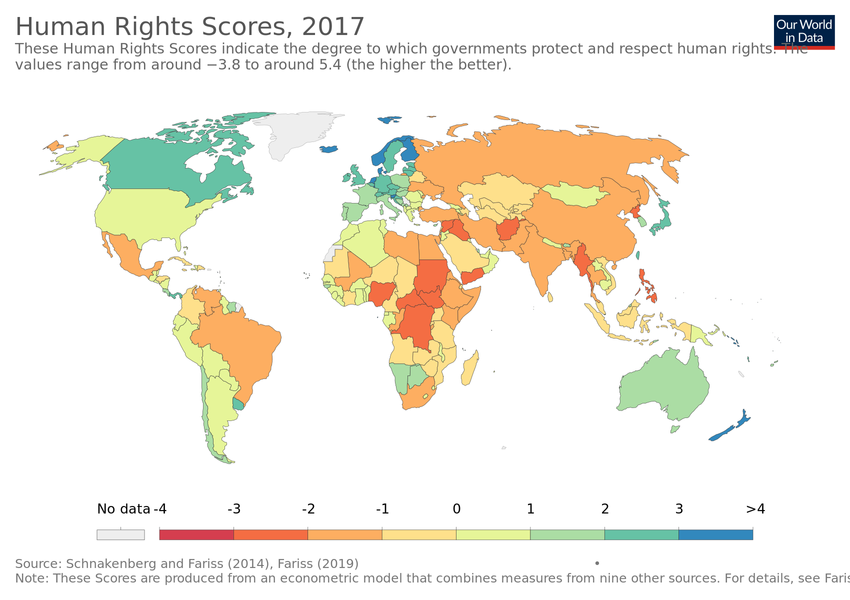 Human Rights Scores, 2017
Our World
in Data
These Human Rights Scores indicate the degree to which governments protect and respect human rights. The
values range from around −3.8 to around 5.4 (the higher the better).
No data -4 -3 -2 -1 0 1 2 3 >4
Source: Schnakenberg and Fariss (2014), Fariss (2019)
Note: These Scores are produced from an econometric model that combines measures from nine other sources. For details, see Faris